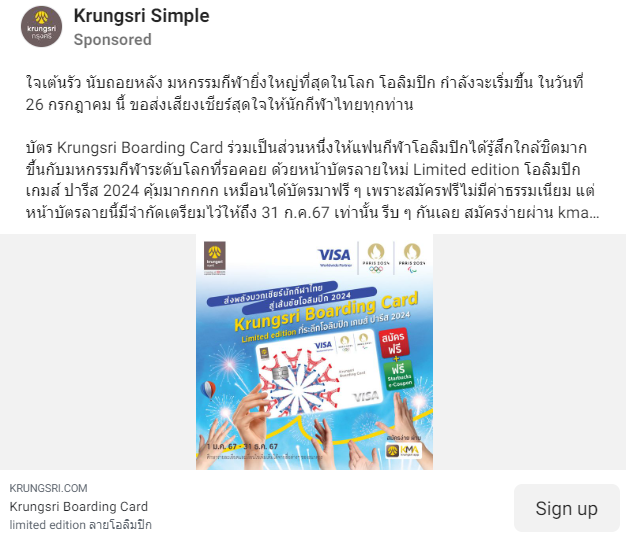 krungsri
กรุงศรี
Krungsri Simple
Sponsored
ใจเต้นรัว นับถอยหลัง มหกรรมกีฬายิ่งใหญ่ที่สุดในโลก โอลิมปิก กำลังจะเริ่มขึ้น ในวันที่
26 กรกฎาคม นี้ ขอส่งเสียงเชียร์สุดใจให้นักกีฬาไทยทุกท่าน
บัตร Krungsri Boarding Card ร่วมเป็นส่วนหนึ่งให้แฟนกีฬาโอลิมปิกได้รู้สึกใกล้ชิดมาก
ขึ้นกับมหกรรมกีฬาระดับโลกที่รอคอย ด้วยหน้าบัตรลายใหม่ Limited edition โอลิมปิก
เกมส์ ปารีส 2024 คุ้มมากกกก เหมือนได้บัตรมาฟรี ๆ เพราะสมัครฟรีไม่มีค่าธรรมเนียม แต่
หน้าบัตรลายนี้มีจำกัดเตรียมไว้ให้ถึง 31 ก.ค.67 เท่านั้น รีบ ๆ กันเลย สมัครง่ายผ่าน kma...
krungsri
VISA
Worldwide Partner
PARIS 2024
PARIS 2024
ส่งพลังบวกเชียร์นักกีฬาไทย
สู่เส้นชัยโอลิมปิก 2024
Krungsri Boarding Card
Limited edition ที่ระลึกโอลิมปิก เกมส์ ปารีส 2024
VISA
Krungsri
Boarding Card
VISA
สมัคร
ฟรี
+
ฟรี
Starbucks
e-Coupon
สมัครง่าย ผ่าน
KMA
1 ม.ค. 67 - 31 ธ.ค. 67
KRUNGSRI.COM
Krungsri Boarding Card
limited edition ลายโอลิมปิก
Sign up